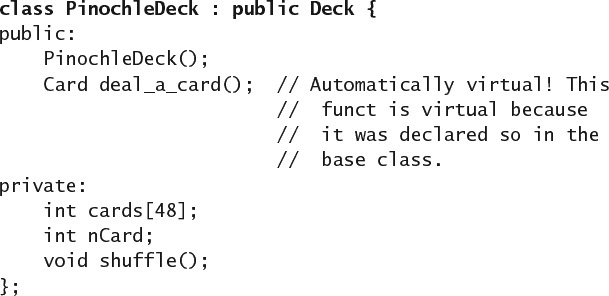 class PinochleDeck : public Deck {
public:
    PinochleDeck();
    Card deal_a_card();  // Automatically virtual! This
                         //  funct is virtual because
                         //  it was declared so in the
                         //  base class.
private:
    int cards[48];
    int nCard;
    void shuffle();
};